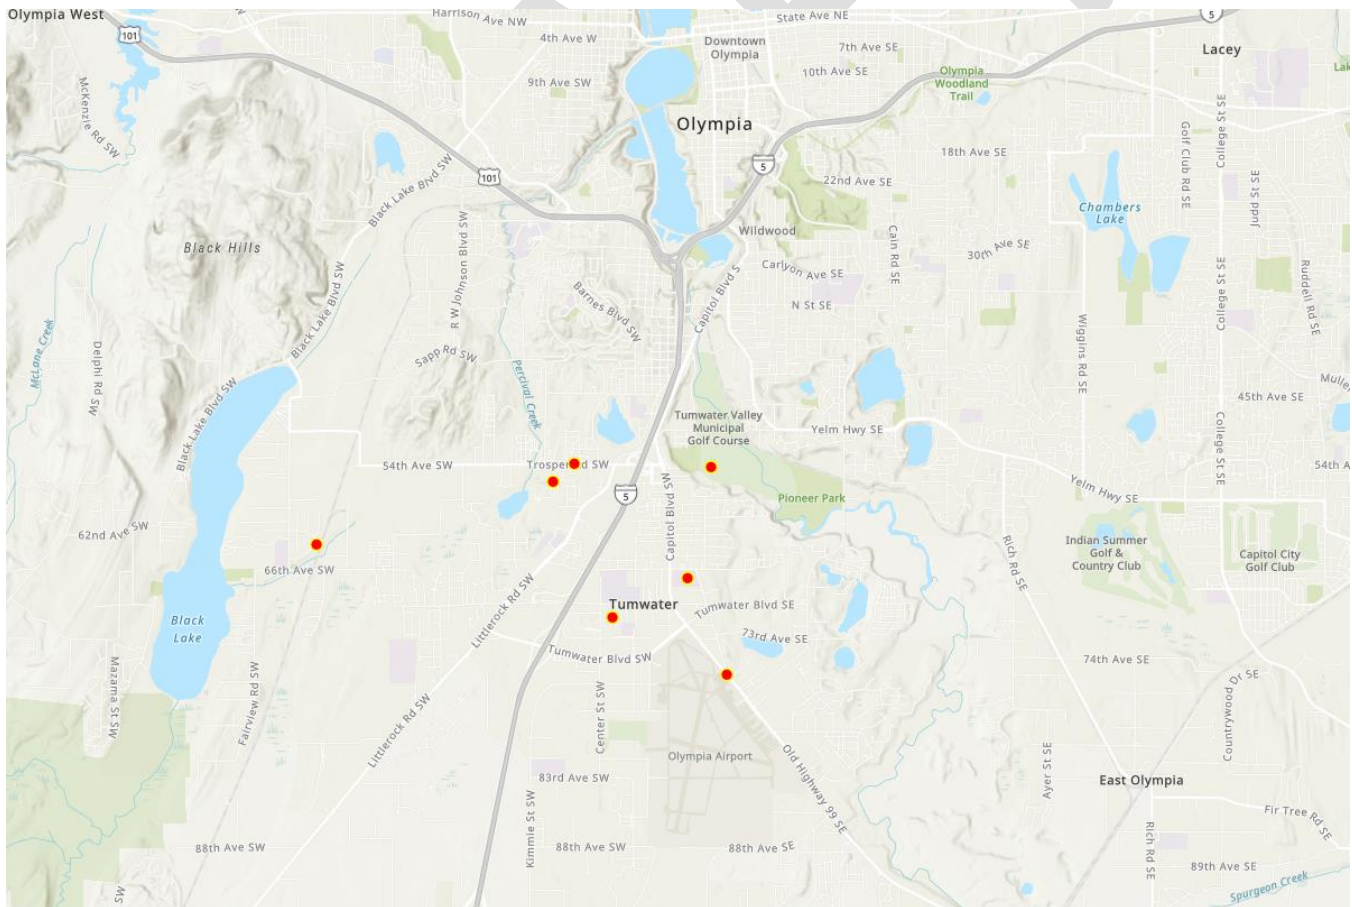 Olympia West
Harrison Ave NW
State Ave NE
5
101
4th Ave W
Downtown
Olympia
7th Ave SE
Lacey
9th Ave SW
10th Ave SE
Olympia
Woodland
Trail
McKenzie Rd SW
Olympia
College St SE
Golf Club Rd SE
18th Ave SE
5
Black Lake Blvd SW
101
22nd Ave SE
Judd St SE
Chambers
Lake
Black Hills
R W Johnson Blvd SW
Wildwood
Cain Rd SE
30th Ave SE
Carlyon Ave SE
Capitol Blvd S
College St SE
Ruddell Rd SE
Black Lake Blvd SW
Barnes Blvd SW
N St SE
McLane Creek
Delphi Rd SW
Sapp Rd SW
Percival Creek
Wiggins Rd SE
45th Ave SE
Black Lake Blvd SW
Tumwater Valley
Municipal
Golf Course
Yelm Hwy SE
College St SE
54th Ave SW
5
Capitol Blvd SW
Pioneer Park
Yelm Hwy SE
54th A
62nd Ave SW
66th Ave SW
Rich Rd SE
Indian Summer
Golf &
Country Club
Capitol City
Golf Club
Black
Lake
Littlerock Rd SW
Tumwater
Tumwater Blvd SE
73rd Ave SE
Tumwater Blvd SW
74th Ave SE
Mazama St SW
Fairview Rd SW
Littlerock Rd SW
Center St SW
Countrywood Dr SE
Olympia Airport
Old Highway 99 SE
Ayer St SE
83rd Ave SW
East Olympia
Kimmie St SW
Fir Tree Rd SE
Rich Rd SE
88th Ave SW
88th Ave SW
88th Ave SE
89th Ave SE
SW
Spurgeon Creek